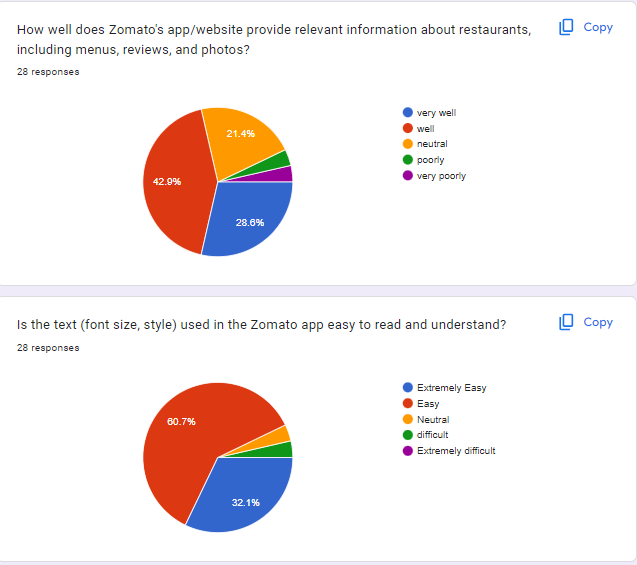 How well does Zomato's app/website provide relevant information about restaurants,
including menus, reviews, and photos?
Copy
28 responses
21.4%
42.9%
28.6%
very well
well
neutral
poorly
very poorly
Is the text (font size, style) used in the Zomato app easy to read and understand?
Copy
28 responses
60.7%
32.1%
Extremely Easy
Easy
Neutral
difficult
Extremely difficult